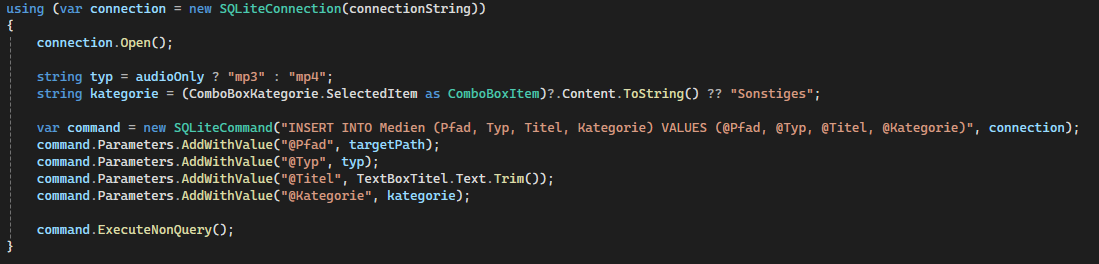 using (var connection = new SQLiteConnection(connectionString))
{
    connection.Open();

    string typ = audioOnly ? "mp3" : "mp4";
    string kategorie = (ComboBoxKategorie.SelectedItem as ComboBoxItem)?.Content.ToString() ?? "Sonstiges";

    var command = new SQLiteCommand("INSERT INTO Medien (Pfad, Typ, Titel, Kategorie) VALUES (@Pfad, @Typ, @Titel, @Kategorie)", connection);
    command.Parameters.AddWithValue("@Pfad", targetPath);
    command.Parameters.AddWithValue("@Typ", typ);
    command.Parameters.AddWithValue("@Titel", TextBoxTitel.Text.Trim());
    command.Parameters.AddWithValue("@Kategorie", kategorie);

    command.ExecuteNonQuery();
}